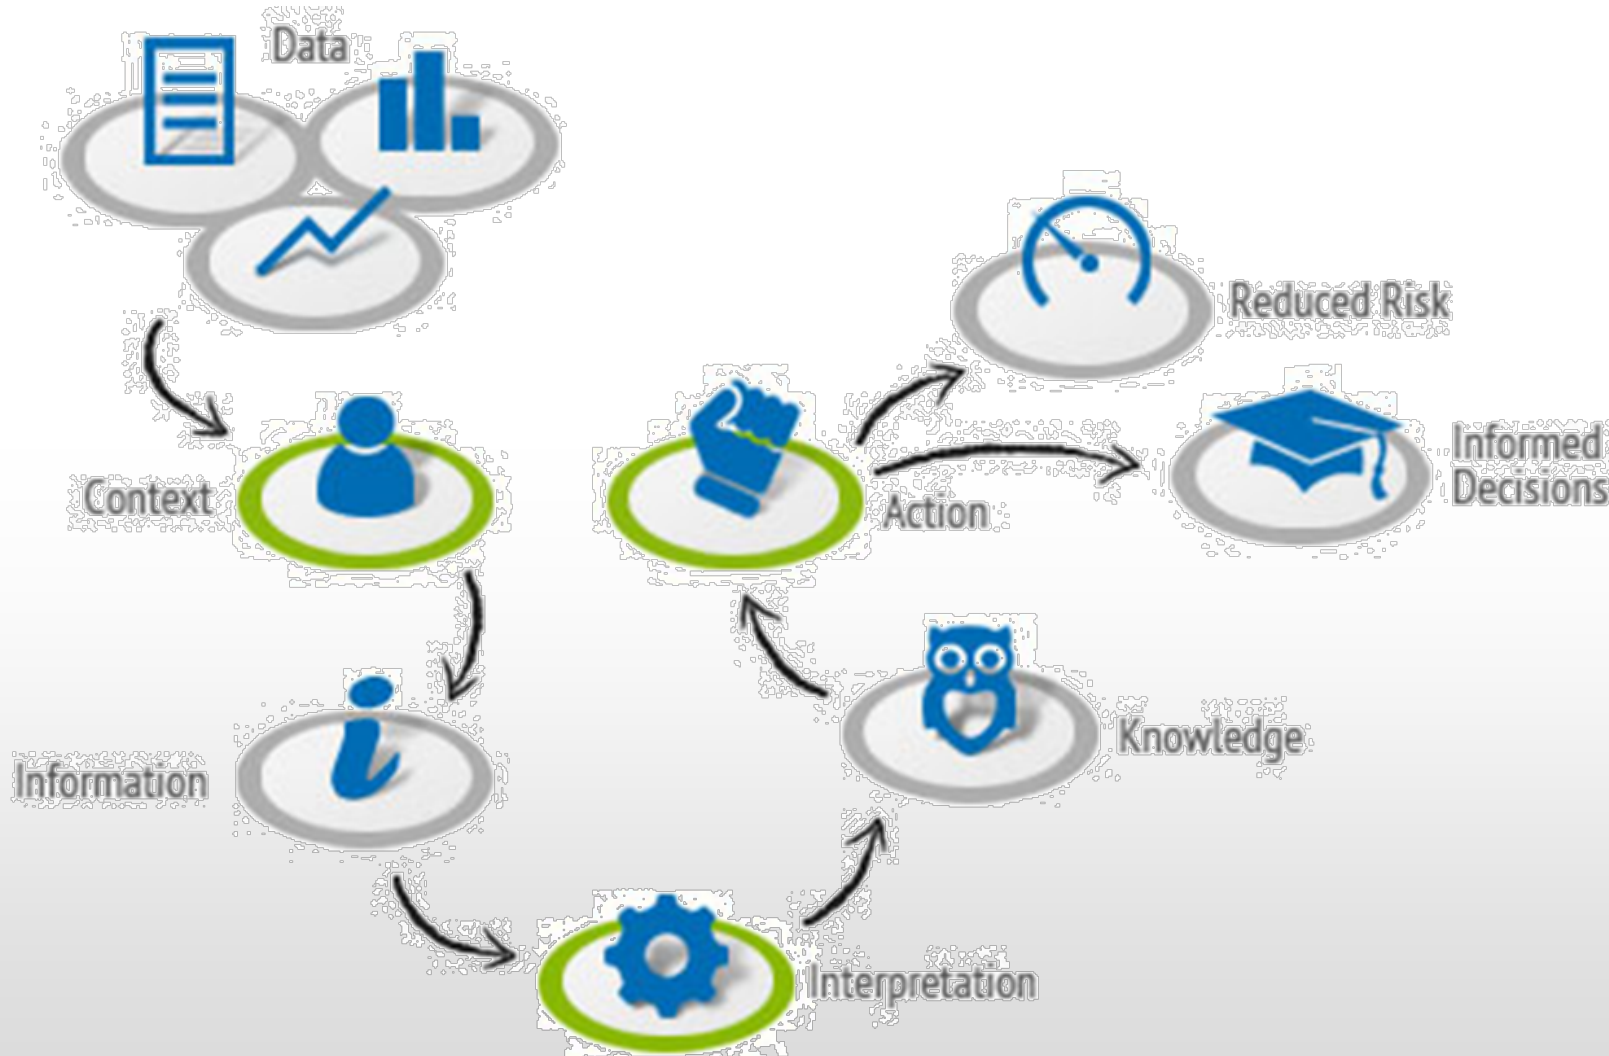 Data
Reduced Risk
Informed
Decisions
Context
Action
Knowledge
Information
Interpretation